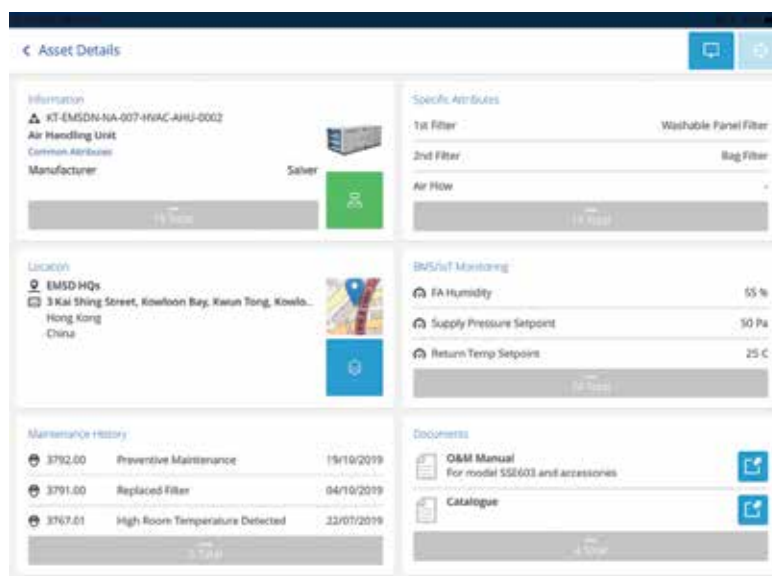 Asset Details
Information
KT-EMSDN-NA-007-HVAC-AHU-0002
Air Handling Unit
Common Attributes
Manufacturer Salver
Location
EMSD HQs
3 Kai Shing Street, Kowloon Bay, Kwun Tong, Kowlo...
Hong Kong
China
Maintenance History
3792.00 Preventive Maintenance 19/10/2019
3791.00 Replaced Filter 04/10/2019
3767.01 High Room Temperature Detected 22/07/2019
Specific Attributes
1st Filter Washable Panel Filter
2nd Filter Bag Filter
Air Flow -
BMS/IoT Monitoring
FA Humidity 55 %
Supply Pressure Setpoint 50 Pa
Return Temp Setpoint 25 C
Documents
O&M Manual
For model SSE603 and accessories
Catalogue